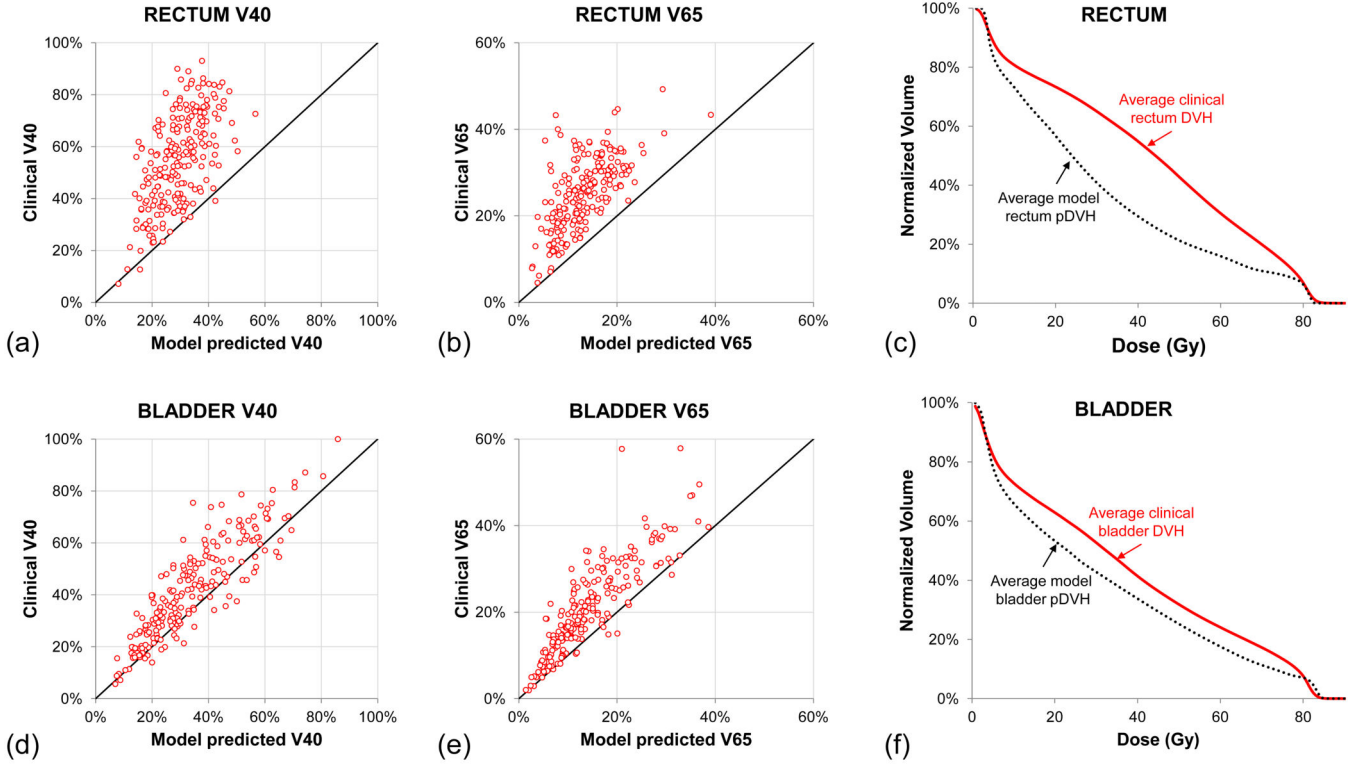 RECTUM V40
100%
80%
60%
40%
20%
0%
Clinical V40
0% 20% 40% 60% 80% 100%
(a) Model predicted V40
RECTUM V65
60%
40%
20%
0%
Clinical V65
0% 20% 40% 60%
(b) Model predicted V65
RECTUM
100%
80%
60%
40%
20%
0%
Normalized Volume
Average clinical
rectum DVH
Average model
rectum pDVH
0 20 40 60 80
(c) Dose (Gy)
BLADDER V40
100%
80%
60%
40%
20%
0%
Clinical V40
0% 20% 40% 60% 80% 100%
(d) Model predicted V40
BLADDER V65
60%
40%
20%
0%
Clinical V65
0% 20% 40% 60%
(e) Model predicted V65
BLADDER
100%
80%
60%
40%
20%
0%
Normalized Volume
Average clinical
bladder DVH
Average model
bladder pDVH
0 20 40 60 80
(f) Dose (Gy)